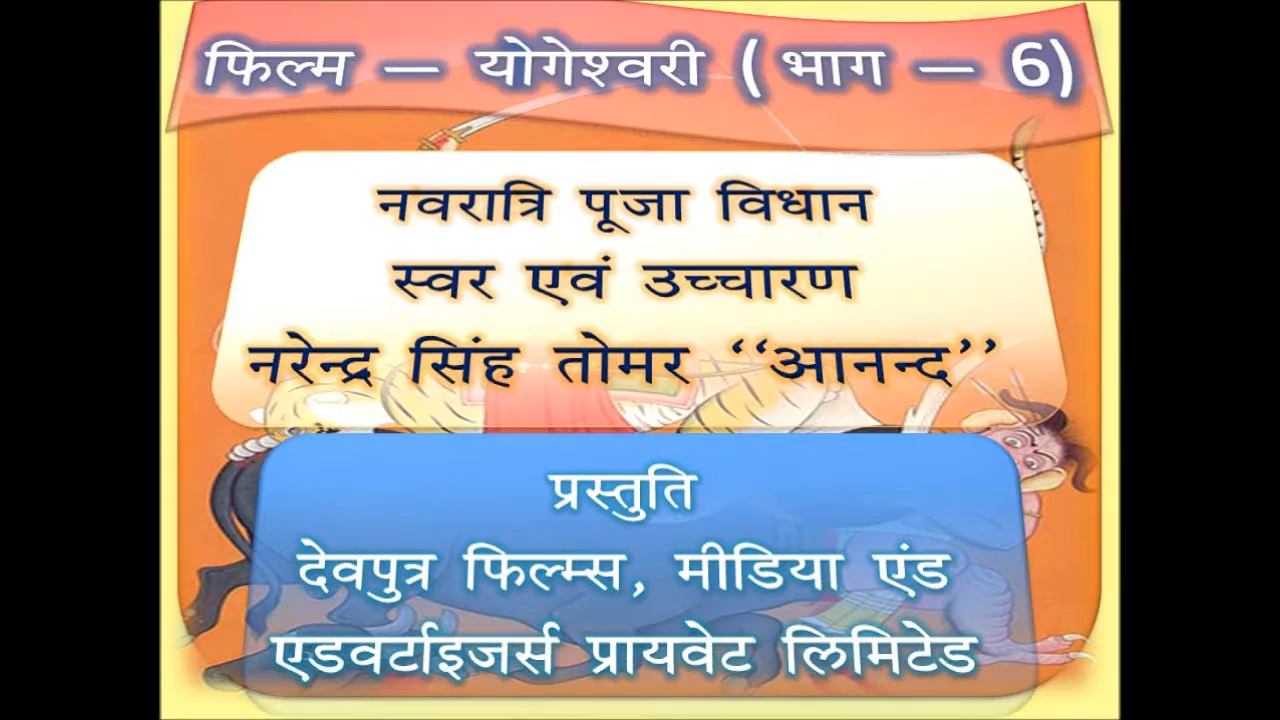 फिल्म – योगेश्वरी ( भाग – 6)
नवरात्रि पूजा विधान
स्वर एवं उच्चारण
नरेन्द्र सिंह तोमर ‘‘आनन्द’’
प्रस्तुति
देवपुत्र फिल्म्स, मीडिया एंड
एडवर्टाइजर्स प्रायवेट लिमिटेड